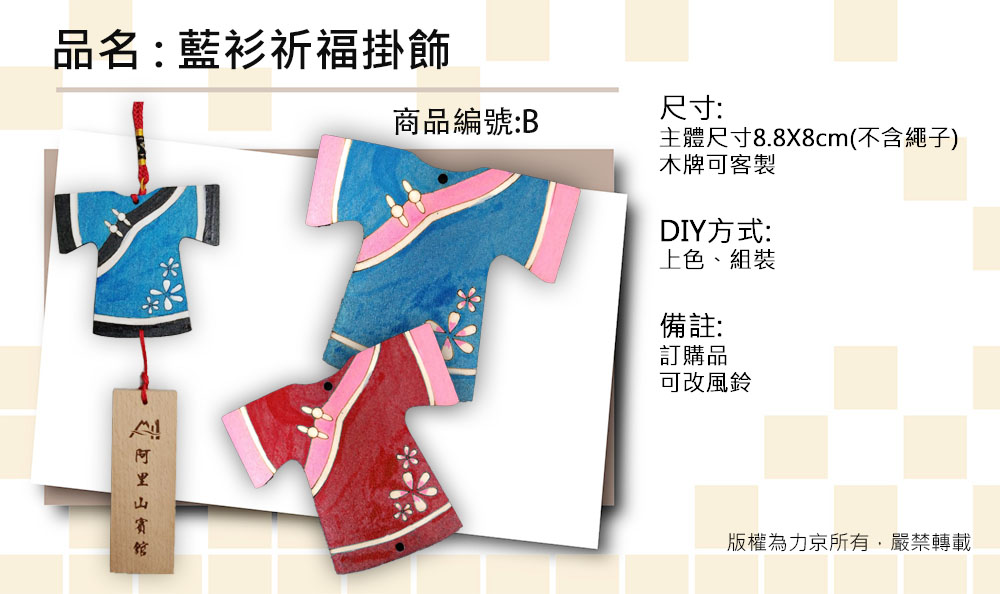 品名 : 藍衫祈福掛飾
商品編號:B
尺寸:
主體尺寸8.8X8cm(不含繩子)
木牌可客製
DIY方式:
上色、組裝
備註:
訂購品
可改風鈴
阿里山賓館
版權為力京所有，嚴禁轉載